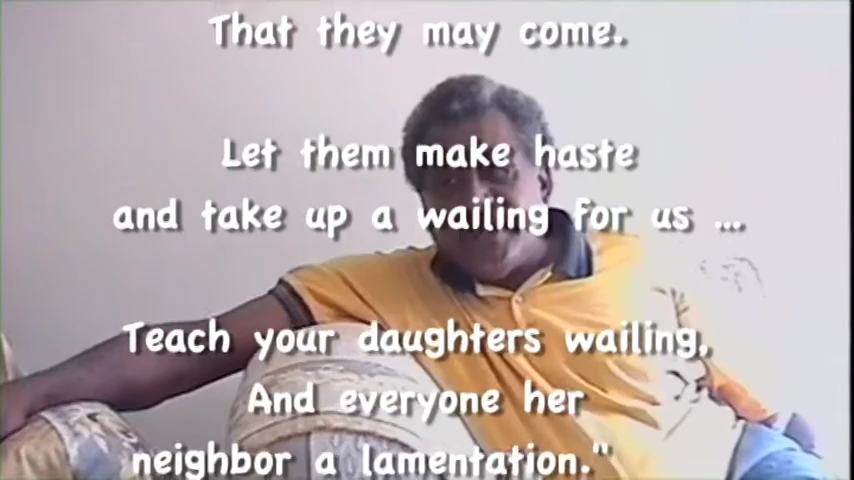 That they may come.
Let them make haste
and take up a wailing for us ...
Teach your daughters wailing,
And everyone her
neighbor a lamentation."